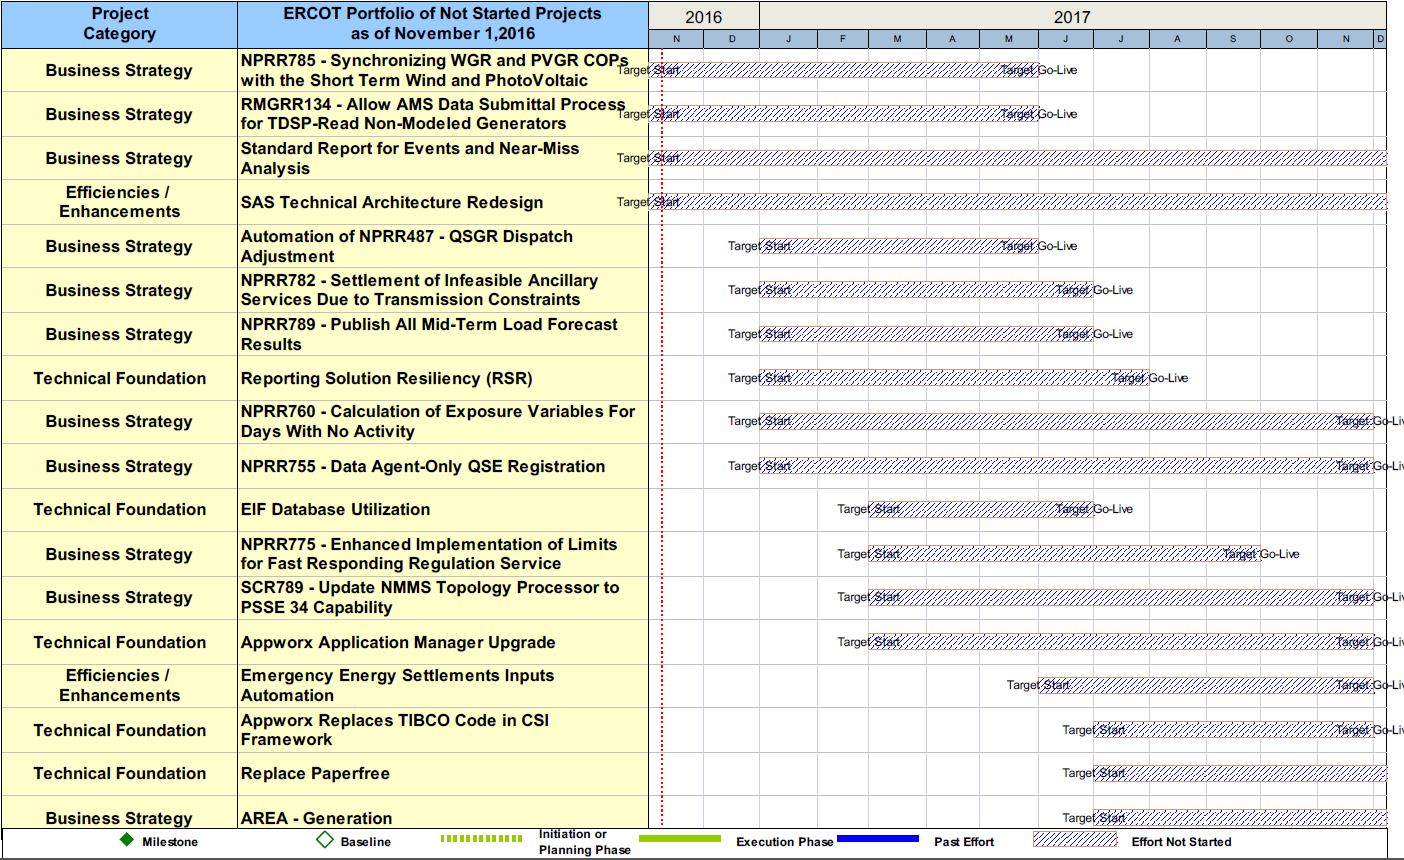 Project
Category
ERCOT Portfolio of Not Started Projects
as of November 1,2016
2016
2017
N D J F M A M J J A S O N D
Business Strategy
NPRR785 - Synchronizing WGR and PVGR COPs
with the Short Term Wind and PhotoVoltaic
Target Start
Target Go-Live
Business Strategy
RMGRR134 - Allow AMS Data Submittal Process
for TDSP-Read Non-Modeled Generators
Target Start
Target Go-Live
Business Strategy
Standard Report for Events and Near-Miss
Analysis
Target Start
Efficiencies /
Enhancements
SAS Technical Architecture Redesign
Target Start
Business Strategy
Automation of NPRR487 - QSGR Dispatch
Adjustment
Target Start
Target Go-Live
Business Strategy
NPRR782 - Settlement of Infeasible Ancillary
Services Due to Transmission Constraints
Target Start
Target Go-Live
Business Strategy
NPRR789 - Publish All Mid-Term Load Forecast
Results
Target Start
Target Go-Live
Technical Foundation
Reporting Solution Resiliency (RSR)
Target Start
Target Go-Live
Business Strategy
NPRR760 - Calculation of Exposure Variables For
Days With No Activity
Target Start
Target Go-Liv
Business Strategy
NPRR755 - Data Agent-Only QSE Registration
Target Start
Target Go-Liv
Technical Foundation
EIF Database Utilization
Target Start
Target Go-Live
Business Strategy
NPRR775 - Enhanced Implementation of Limits
for Fast Responding Regulation Service
Target Start
Target Go-Live
Business Strategy
SCR789 - Update NMMS Topology Processor to
PSSE 34 Capability
Target Start
Target Go-Liv
Technical Foundation
Appworx Application Manager Upgrade
Target Start
Target Go-Liv
Efficiencies /
Enhancements
Emergency Energy Settlements Inputs
Automation
Target Start
Target Go-Liv
Technical Foundation
Appworx Replaces TIBCO Code in CSI
Framework
Target Start
Target Go-Liv
Technical Foundation
Replace Paperfree
Target Start
Business Strategy
AREA - Generation
Target Start
Milestone
Baseline
Initiation or
Planning Phase
Execution Phase
Past Effort
Effort Not Started